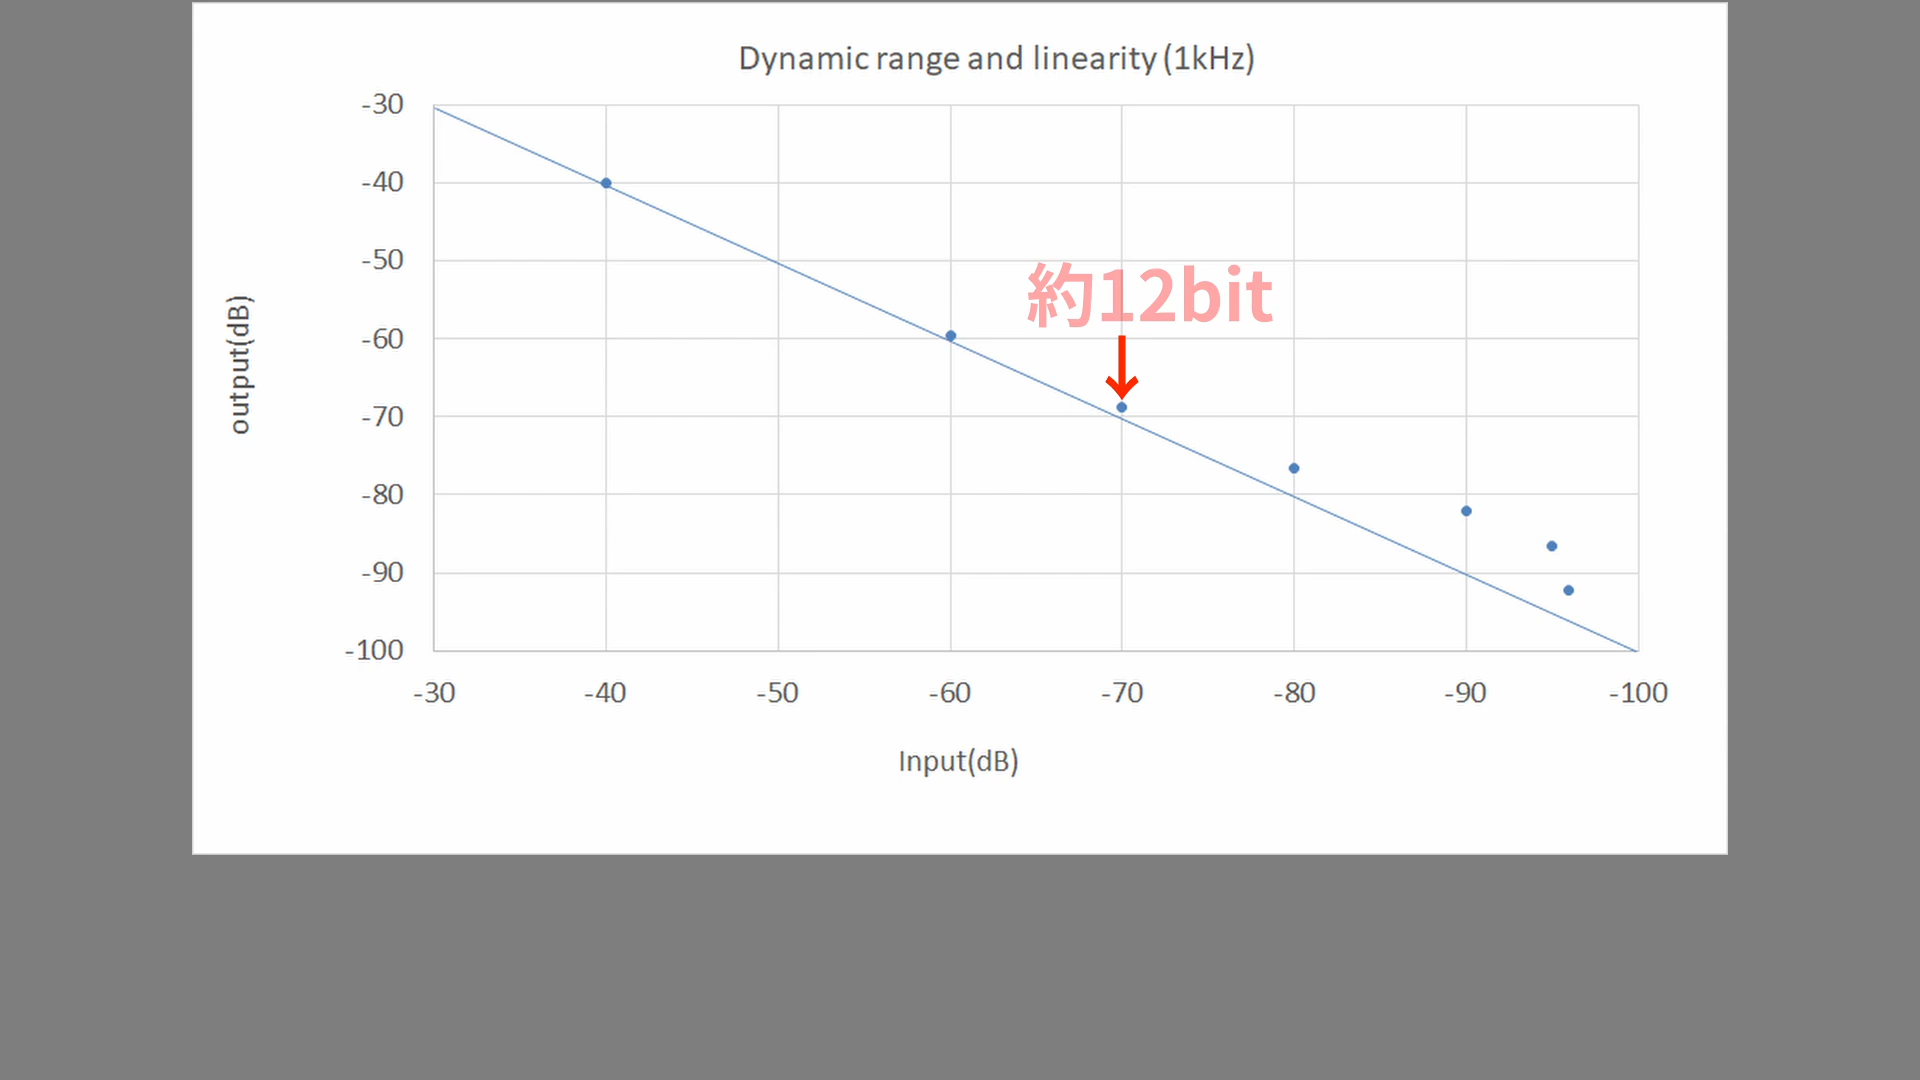 Dynamic range and linearity (1kHz)
-30
-40
-50
-60
-70
-80
-90
-100
output(dB)
約12bit
-30 -40 -50 -60 -70 -80 -90 -100
Input(dB)